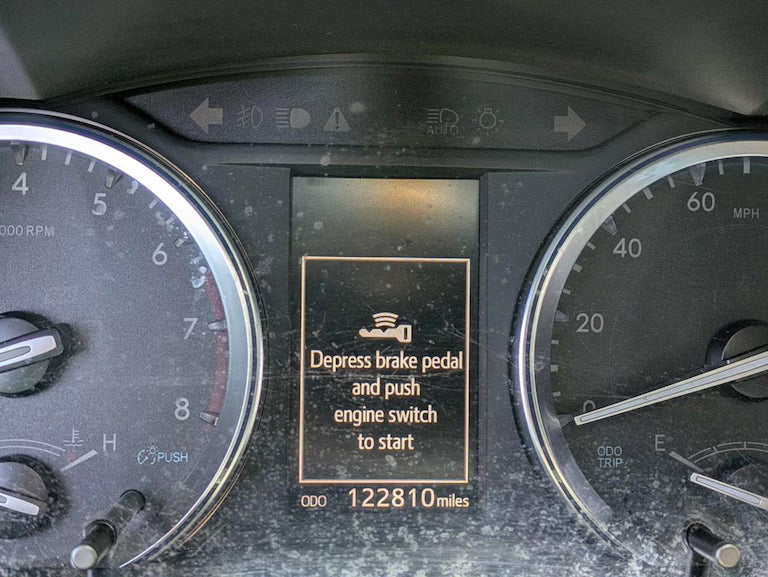 AUTO
4
5
6
7
8
000 RPM
H
PUSH
Depress brake pedal
and push
engine switch
to start
ODO 122810 miles
60
MPH
40
20
0
ODO
TRIP
E